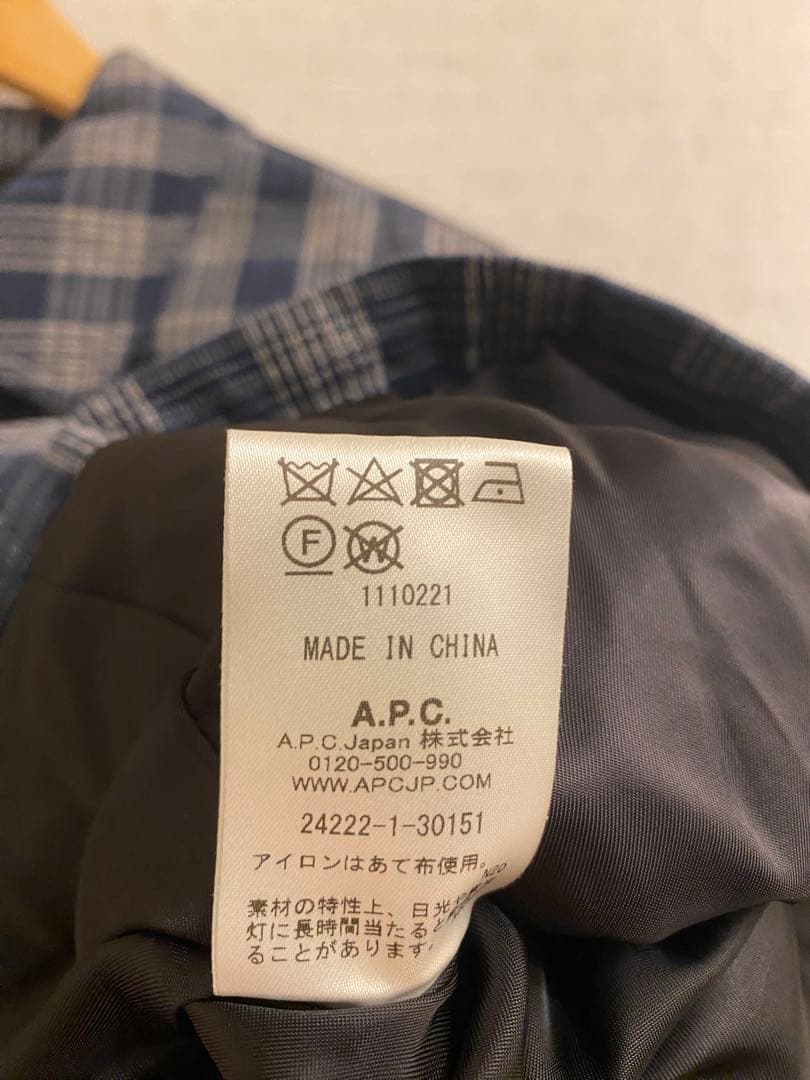 F W
1110221
MADE IN CHINA
A.P.C.
A.P.C.Japan 株式会社
0120-500-990
WWW.APCJP.COM
24222-1-30151
アイロンはあて布使用。
素材の特性上、日光
灯に長時間当たると
ることがあります
N20